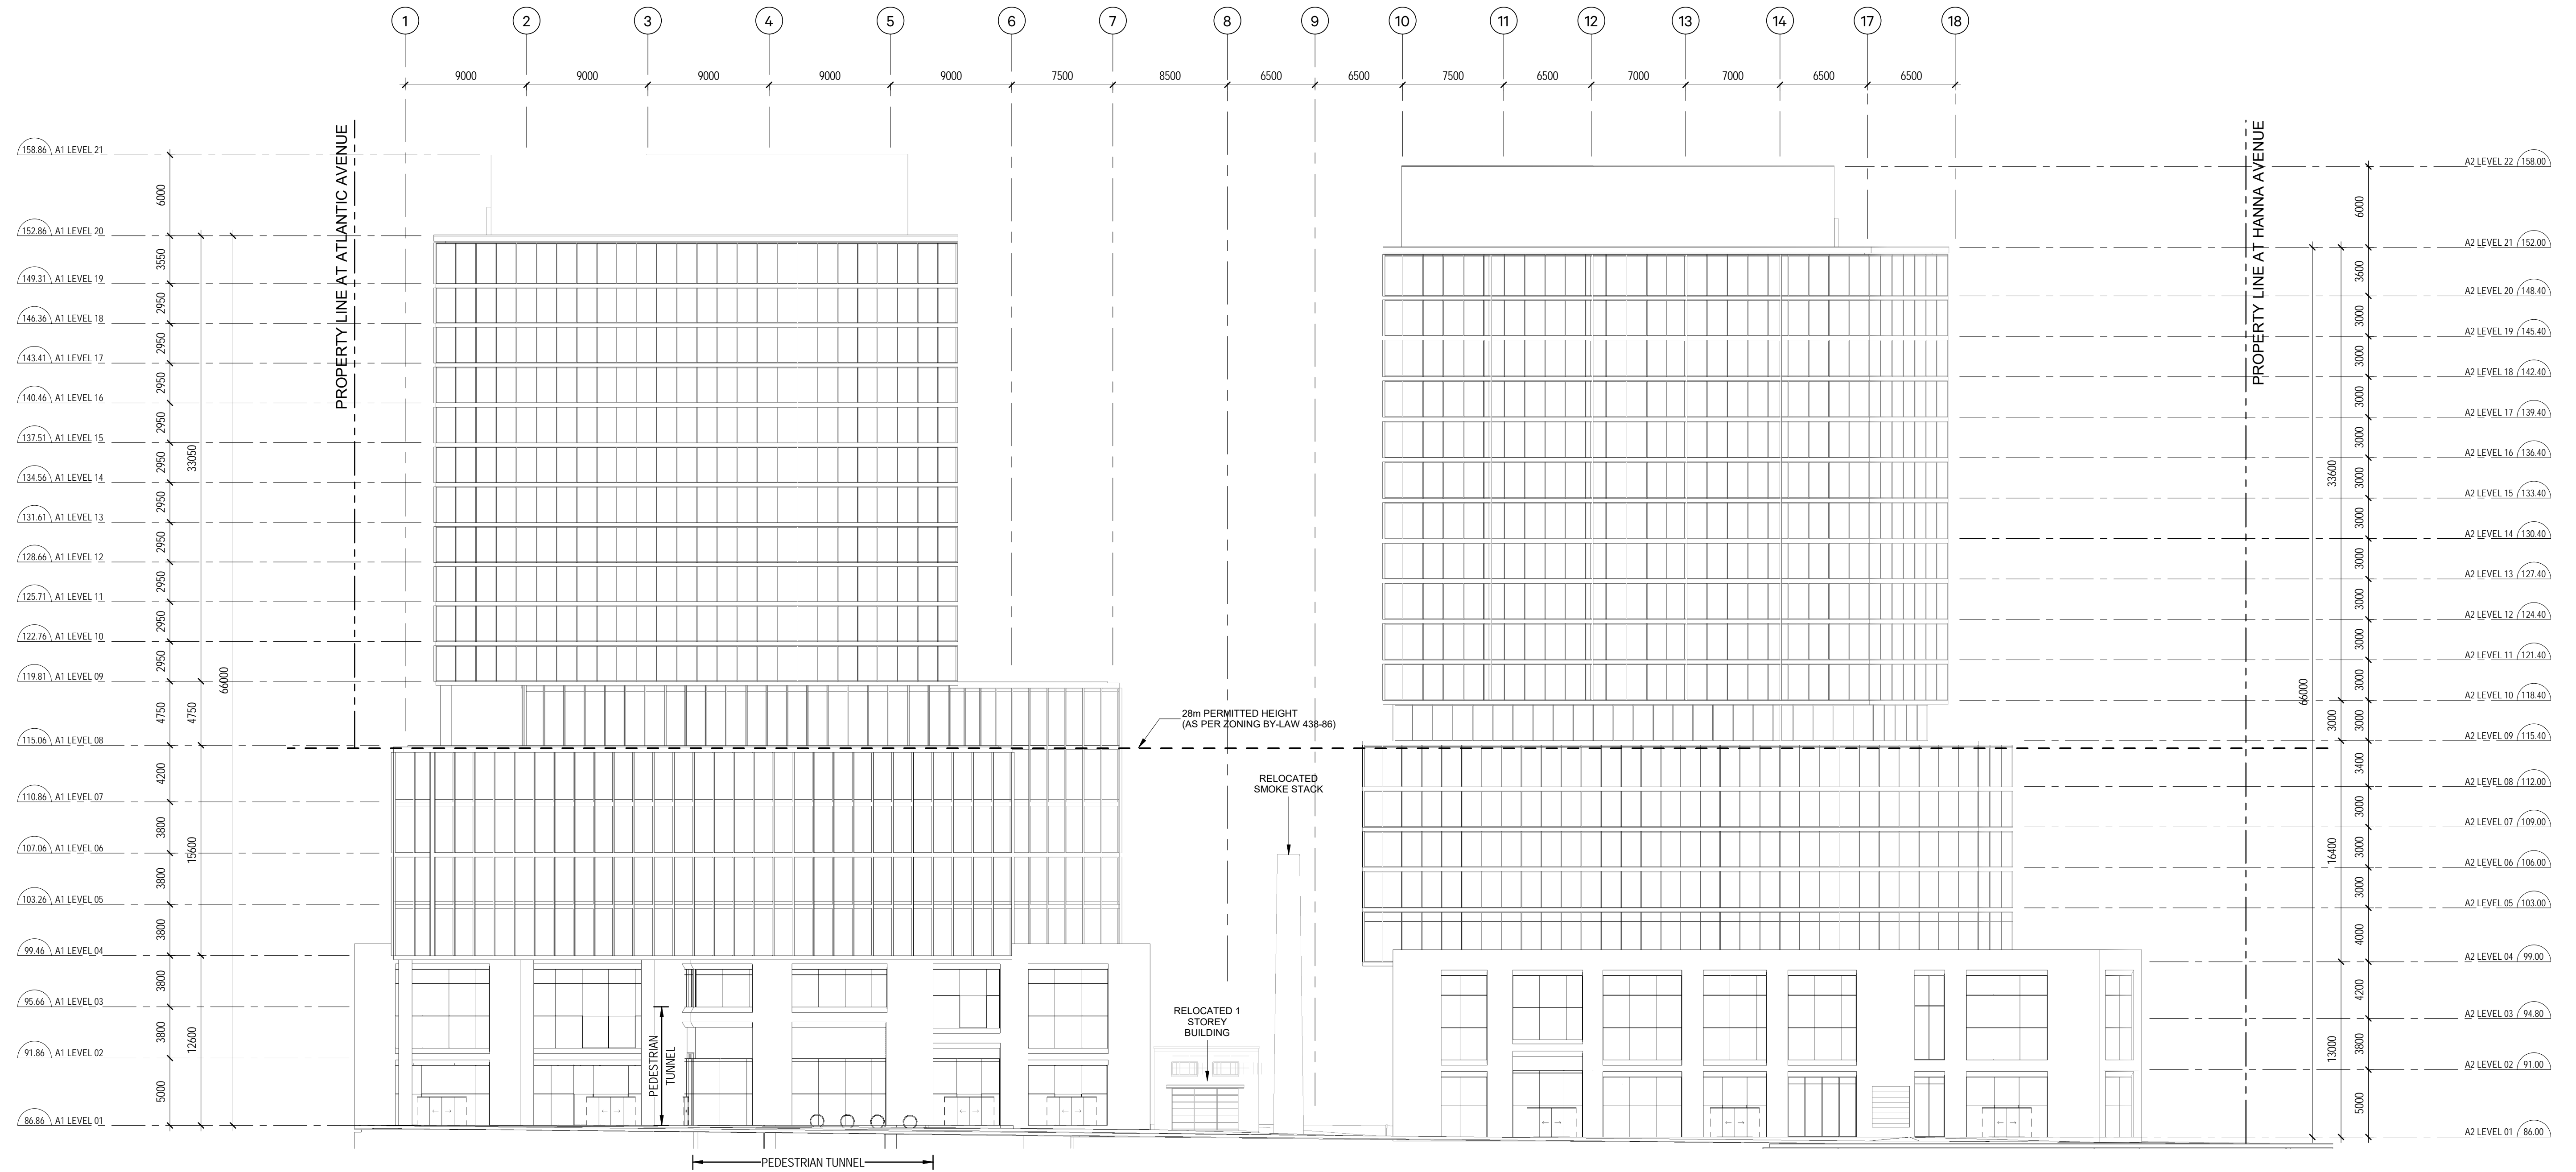 1 2 3 4 5 6 7 8 9 10 11 12 13 14 17 18
9000 9000 9000 9000 9000 7500 8500 6500 6500 7500 6500 7000 7000 6500 6500
PROPERTY LINE AT ATLANTIC AVENUE
PROPERTY LINE AT HANNA AVENUE
158.86 A1 LEVEL 21
152.86 A1 LEVEL 20
149.31 A1 LEVEL 19
146.36 A1 LEVEL 18
143.41 A1 LEVEL 17
140.46 A1 LEVEL 16
137.51 A1 LEVEL 15
134.56 A1 LEVEL 14
131.61 A1 LEVEL 13
128.66 A1 LEVEL 12
125.71 A1 LEVEL 11
122.76 A1 LEVEL 10
119.81 A1 LEVEL 09
115.06 A1 LEVEL 08
110.86 A1 LEVEL 07
107.06 A1 LEVEL 06
103.26 A1 LEVEL 05
99.46 A1 LEVEL 04
95.66 A1 LEVEL 03
91.86 A1 LEVEL 02
86.86 A1 LEVEL 01
6000
3550
2950
2950
2950
2950
2950
2950
2950
2950
2950
2950
4750
4200
3800
3800
3800
3800
3800
5000
33050
4750
15600
12600
66000
28m PERMITTED HEIGHT
(AS PER ZONING BY-LAW 438-86)
RELOCATED
SMOKE STACK
RELOCATED 1
STOREY
BUILDING
PEDESTRIAN
TUNNEL
PEDESTRIAN TUNNEL
66000
33600
3000
16400
13000
6000
3600
3000
3000
3000
3000
3000
3000
3000
3000
3000
3000
3000
3400
3000
3000
3000
4000
4200
3800
5000
A2 LEVEL 22 158.00
A2 LEVEL 21 152.00
A2 LEVEL 20 148.40
A2 LEVEL 19 145.40
A2 LEVEL 18 142.40
A2 LEVEL 17 139.40
A2 LEVEL 16 136.40
A2 LEVEL 15 133.40
A2 LEVEL 14 130.40
A2 LEVEL 13 127.40
A2 LEVEL 12 124.40
A2 LEVEL 11 121.40
A2 LEVEL 10 118.40
A2 LEVEL 09 115.40
A2 LEVEL 08 112.00
A2 LEVEL 07 109.00
A2 LEVEL 06 106.00
A2 LEVEL 05 103.00
A2 LEVEL 04 99.00
A2 LEVEL 03 94.80
A2 LEVEL 02 91.00
A2 LEVEL 01 86.00